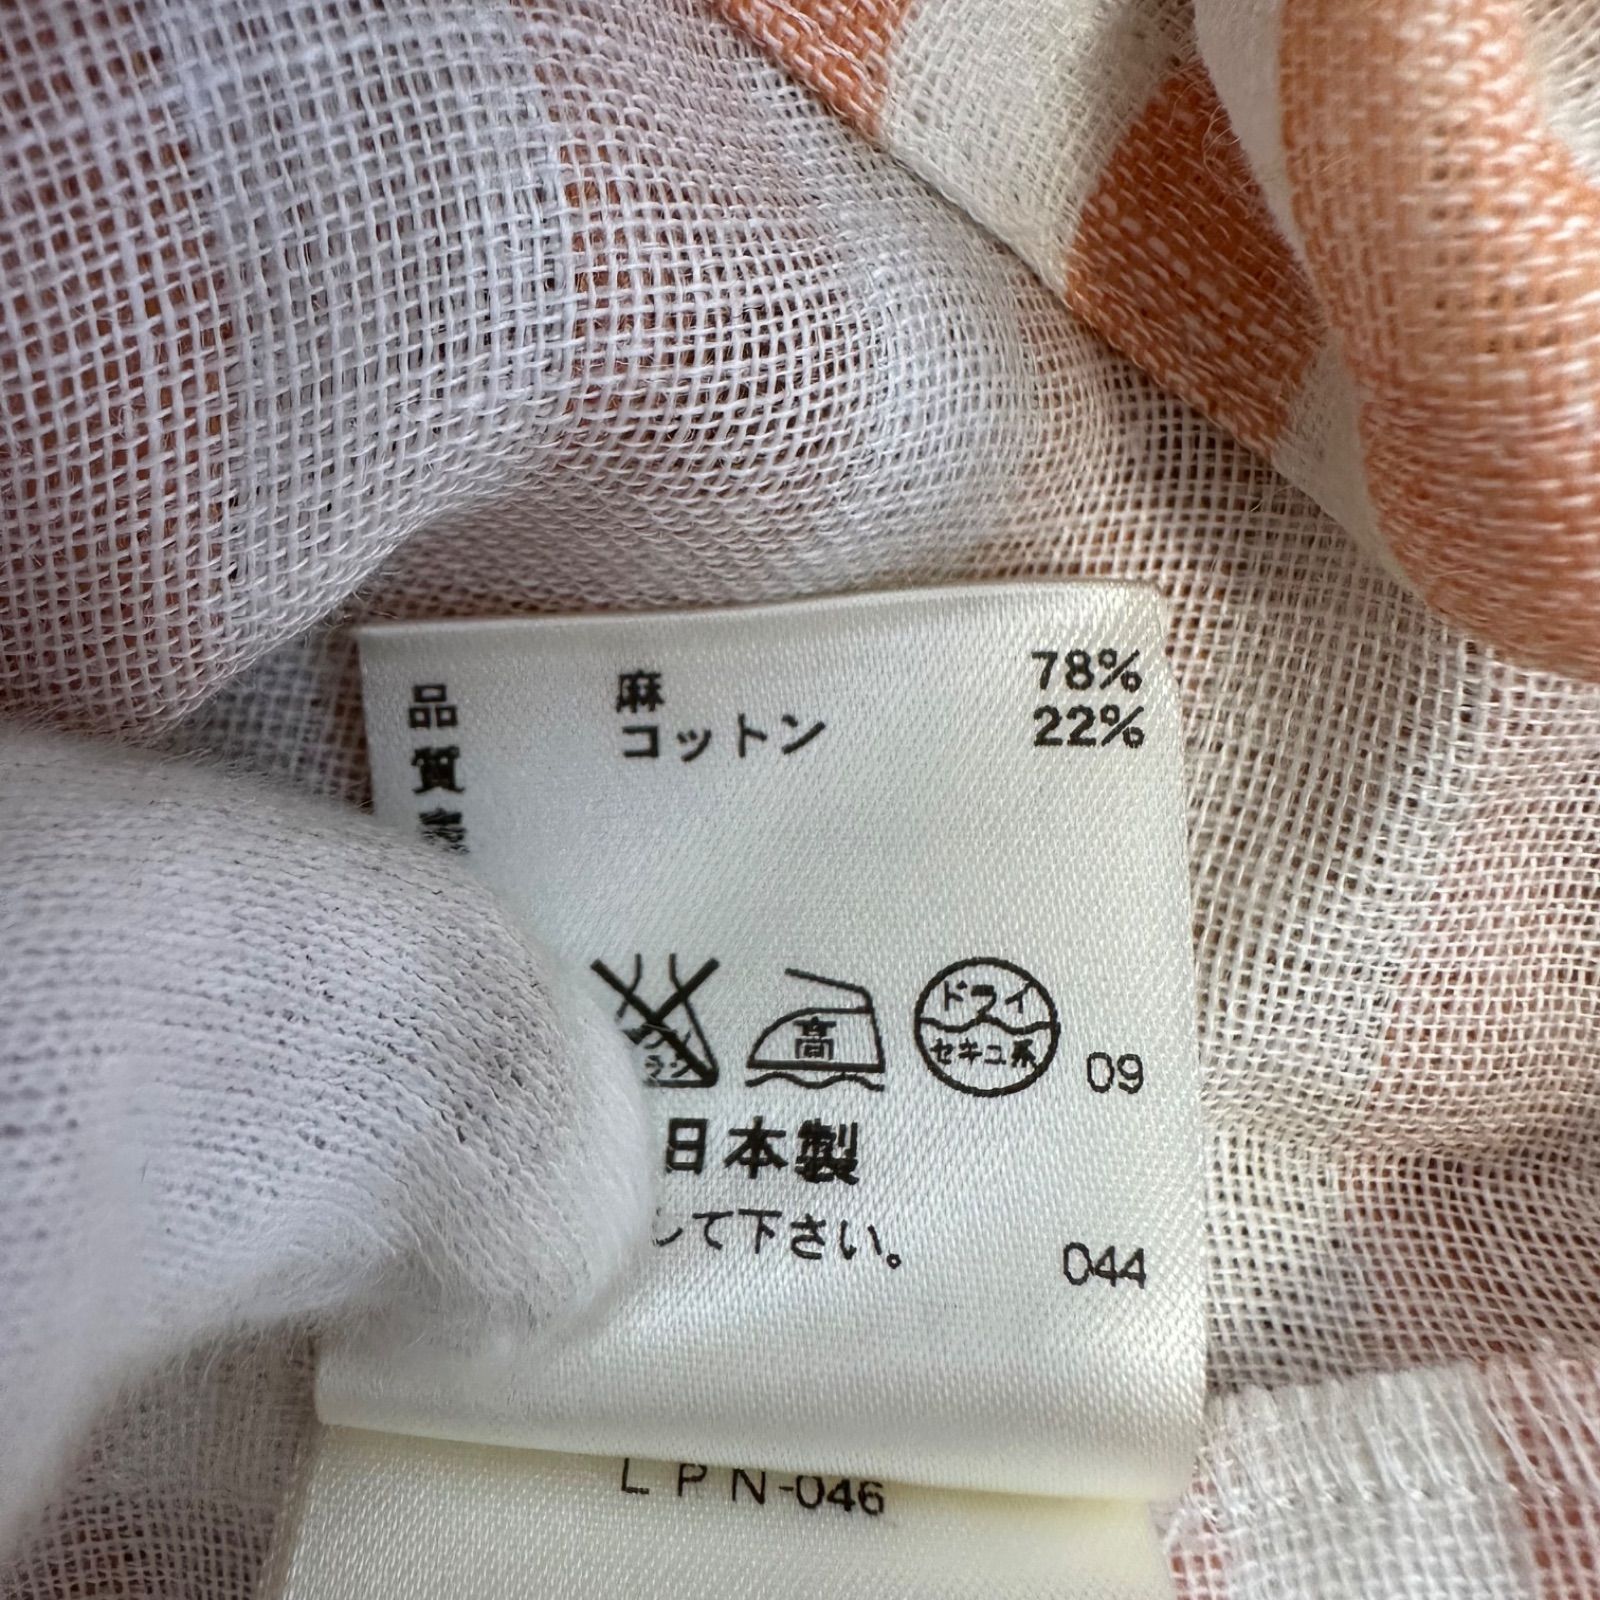 品質
麻 78%
コットン 22%
高
ドライ
セキユ系
09
日本製
して下さい。
044
LPN-046